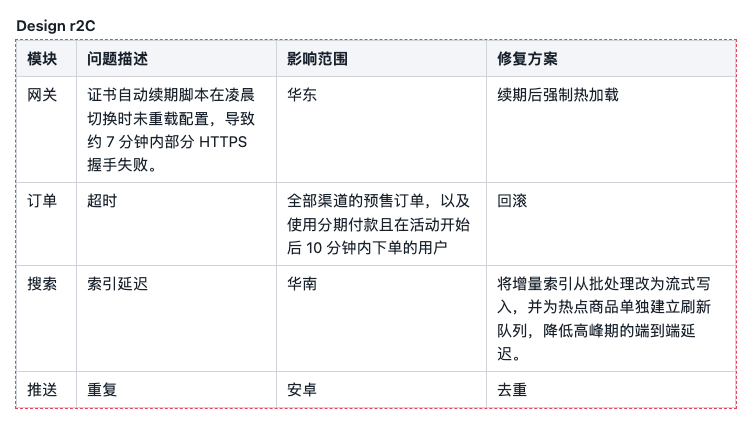 Design r2C
模块 问题描述 影响范围 修复方案
网关 证书自动续期脚本在凌晨 华东 续期后强制热加载
切换时未重载配置，导致
约 7 分钟内部分 HTTPS
握手失败。
订单 超时 全部渠道的预售订单，以及 回滚
使用分期付款且在活动开始
后 10 分钟内下单的用户
搜索 索引延迟 华南 将增量索引从批处理改为流式写
入，并为热点商品单独建立刷新
队列，降低高峰期的端到端延
迟。
推送 重复 安卓 去重